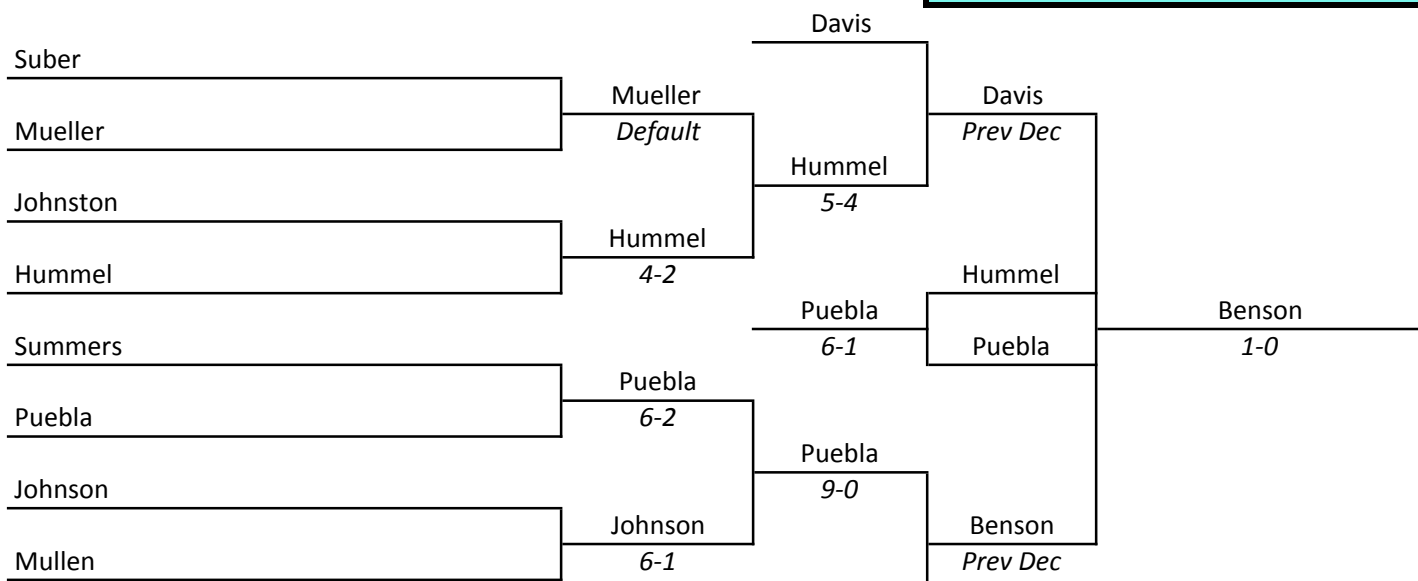 Davis
Suber
Mueller Davis
Mueller Default Prev Dec
Hummel
Johnston 5-4
Hummel
Hummel 4-2 Hummel
Puebla Benson
Summers 6-1 Puebla 1-0
Puebla
Puebla 6-2
Puebla
Johnson 9-0
Johnson Benson
Mullen 6-1 Prev Dec